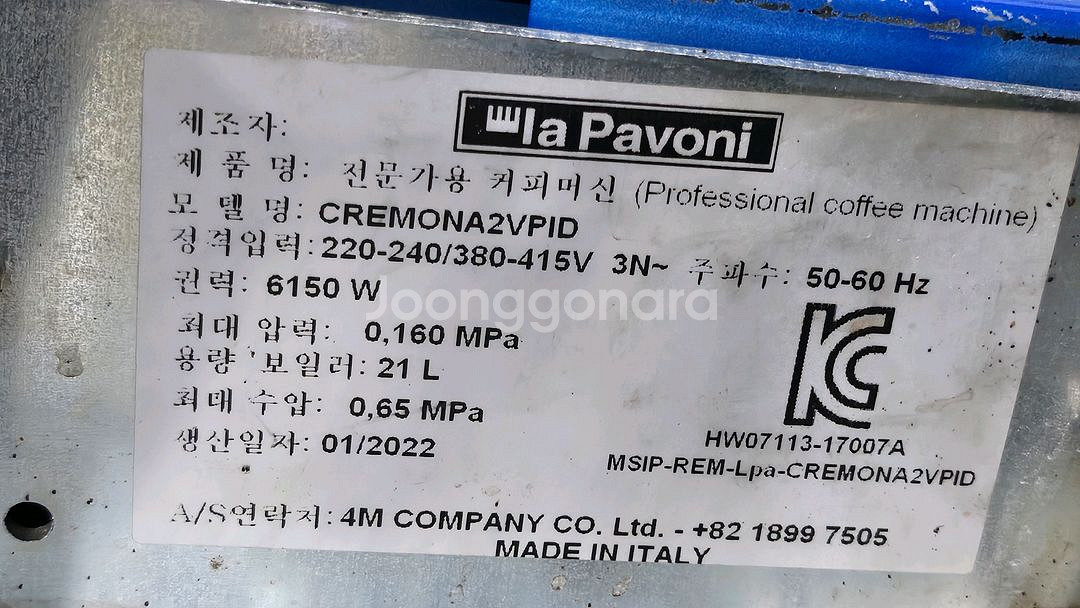 제조자: la Pavoni
제 품 명: 전문가용 커피머신 (Professional coffee machine)
모 델 명: CREMONA2VPID
정격입력: 220-240/380-415V 3N~ 주파수: 50-60 Hz
권력: 6150 W
Joonggonara
최대 압력: 0,160 MPa
용량 보일러: 21 L
최대 수압: 0,65 MPa
생산일자: 01/2022
HW07113-17007A
MSIP-REM-Lpa-CREMONA2VPID
A/S연락처: 4M COMPANY CO. Ltd. - +82 1899 7505
MADE IN ITALY